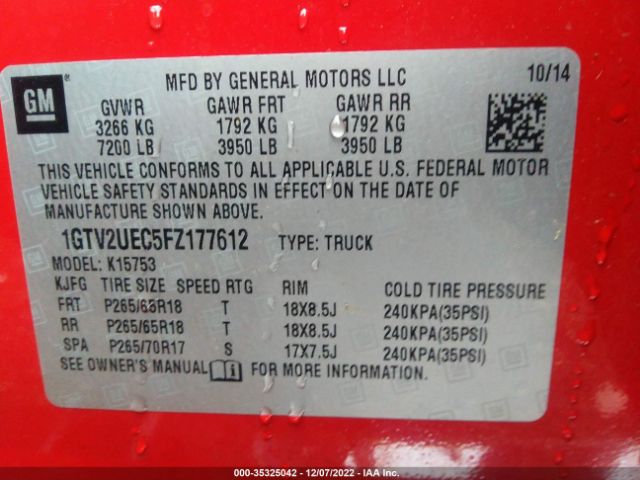 GM
MFD BY GENERAL MOTORS LLC 10/14
GVWR GAWR FRT GAWR RR
3266 KG 1792 KG 1792 KG
7200 LB 3950 LB 3950 LB
THIS VEHICLE CONFORMS TO ALL APPLICABLE U.S. FEDERAL MOTOR
VEHICLE SAFETY STANDARDS IN EFFECT ON THE DATE OF
MANUFACTURE SHOWN ABOVE.
1GTV2UEC5FZ177612 TYPE: TRUCK
MODEL: K15753
KJFG TIRE SIZE SPEED RTG RIM COLD TIRE PRESSURE
FRT P265/65R18 T 18X8.5J 240KPA(35PSI)
RR P265/65R18 T 18X8.5J 240KPA(35PSI)
SPA P265/70R17 S 17X7.5J 240KPA(35PSI)
SEE OWNER'S MANUAL i FOR MORE INFORMATION.
000-35325042 - 12/07/2022 - IAA Inc.